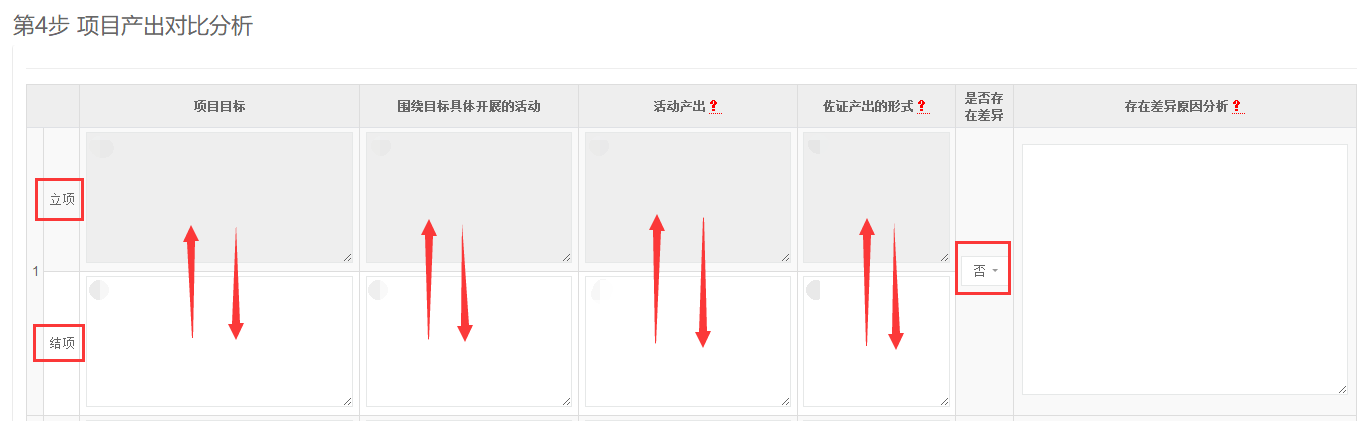 第4步 项目产出对比分析
项目目标
围绕目标具体开展的活动
活动产出 ?
佐证产出的形式 ?
是否存
在差异
存在差异原因分析 ?
1
立项
否
结项